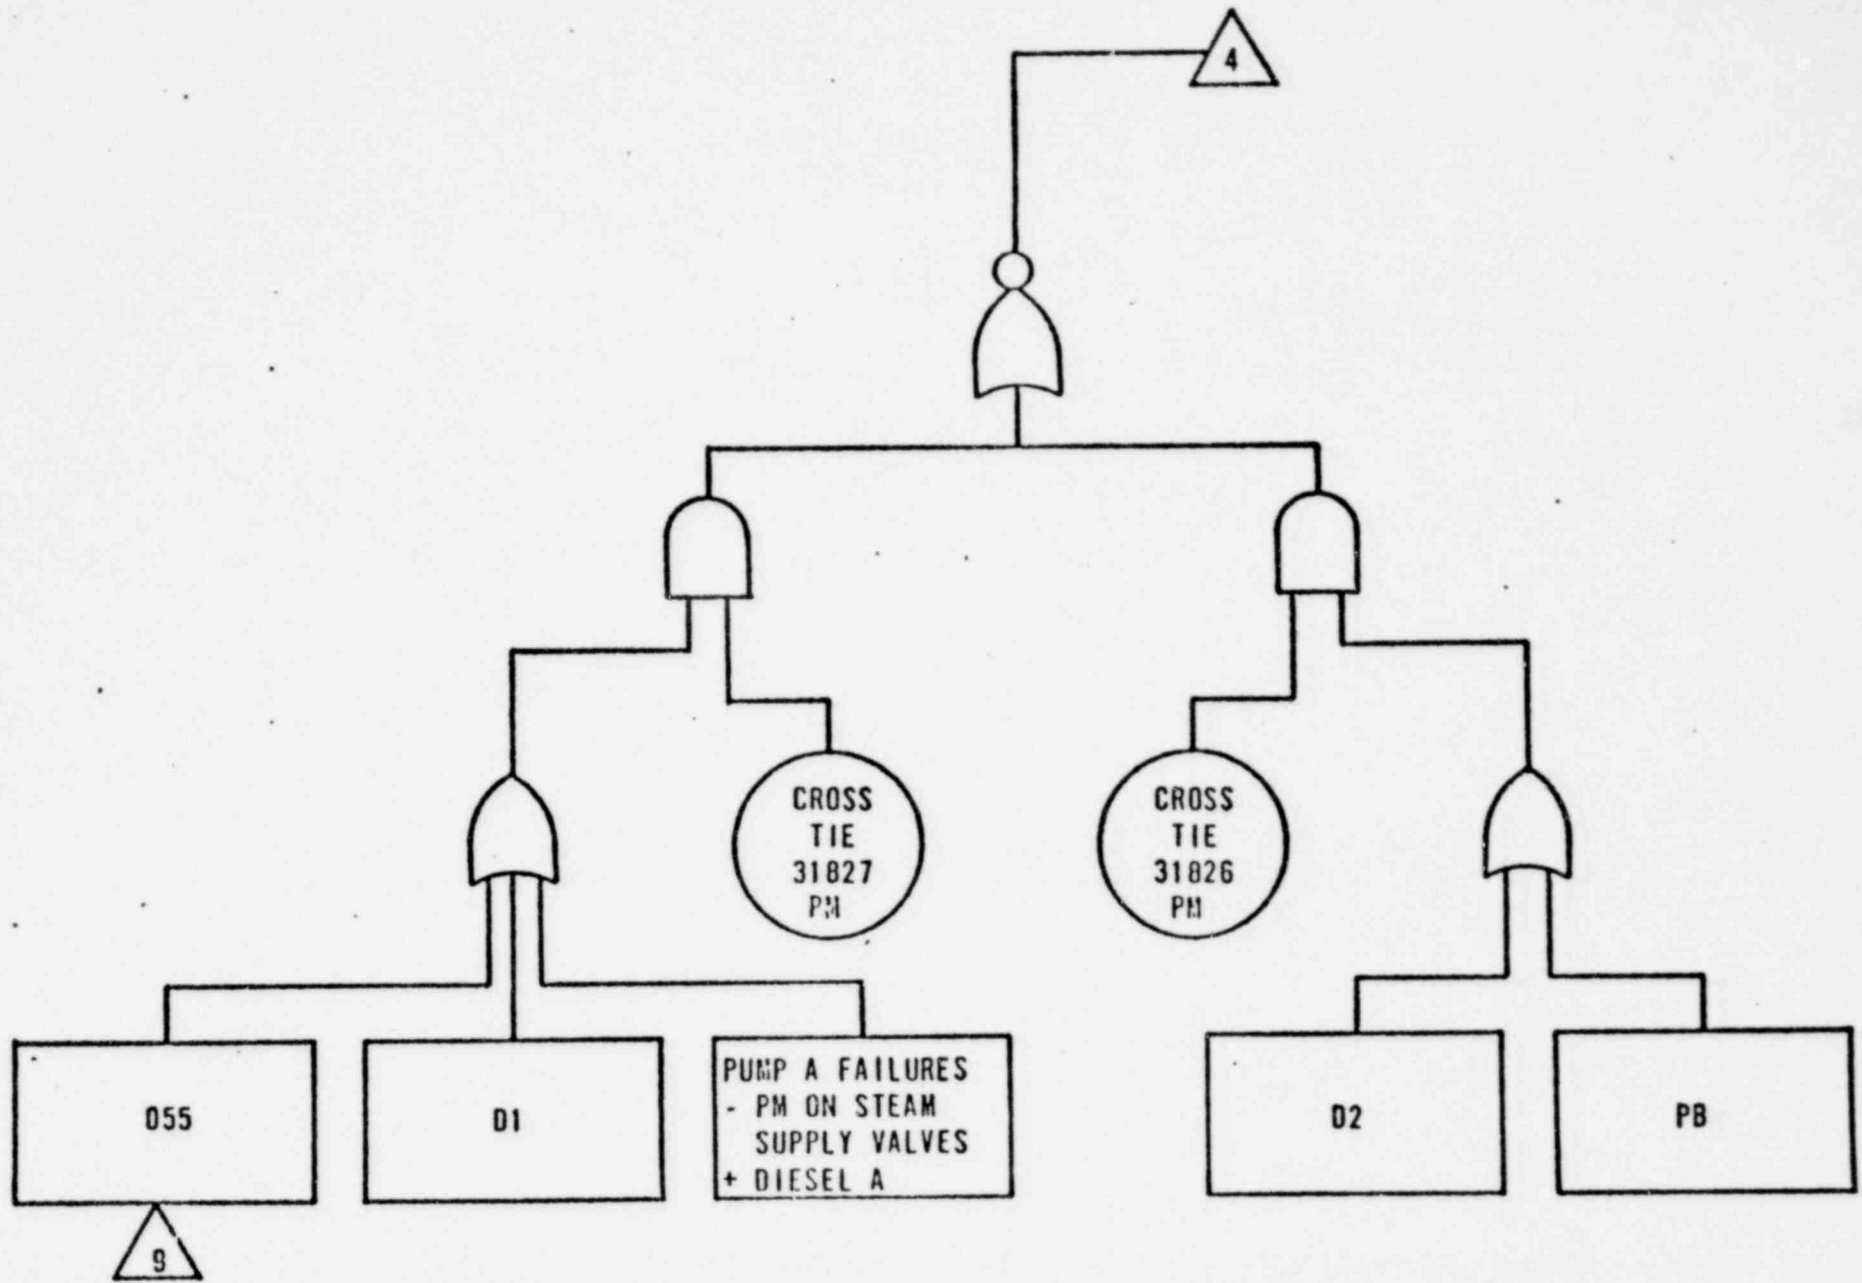 4
CROSS
TIE
31827
PM
CROSS
TIE
31826
PM
055
D1
PUMP A FAILURES
- PM ON STEAM
SUPPLY VALVES
+ DIESEL A
D2
PB
9